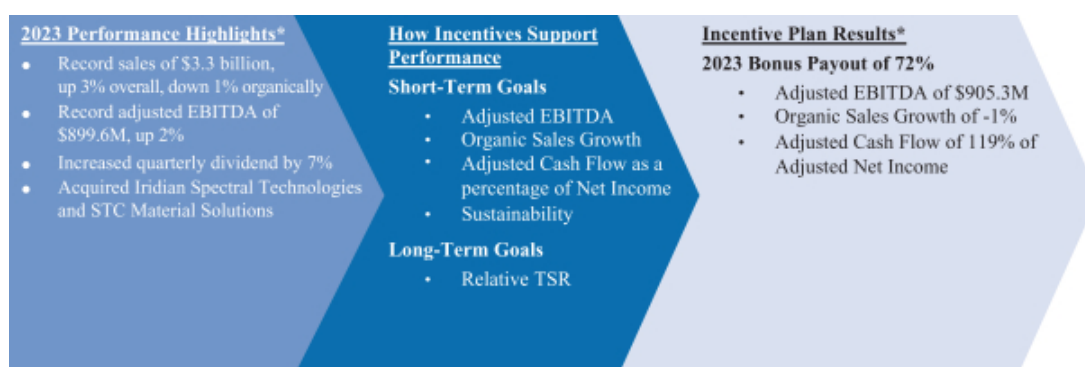 2023 Performance Highlights*
● Record sales of $3.3 billion,
up 3% overall, down 1% organically
● Record adjusted EBITDA of
$899.6M, up 2%
● Increased quarterly dividend by 7%
● Acquired Iridian Spectral Technologies
and STC Material Solutions
How Incentives Support
Performance
Short-Term Goals
• Adjusted EBITDA
• Organic Sales Growth
• Adjusted Cash Flow as a
percentage of Net Income
• Sustainability
Long-Term Goals
• Relative TSR
Incentive Plan Results*
2023 Bonus Payout of 72%
• Adjusted EBITDA of $905.3M
• Organic Sales Growth of -1%
• Adjusted Cash Flow of 119% of
Adjusted Net Income